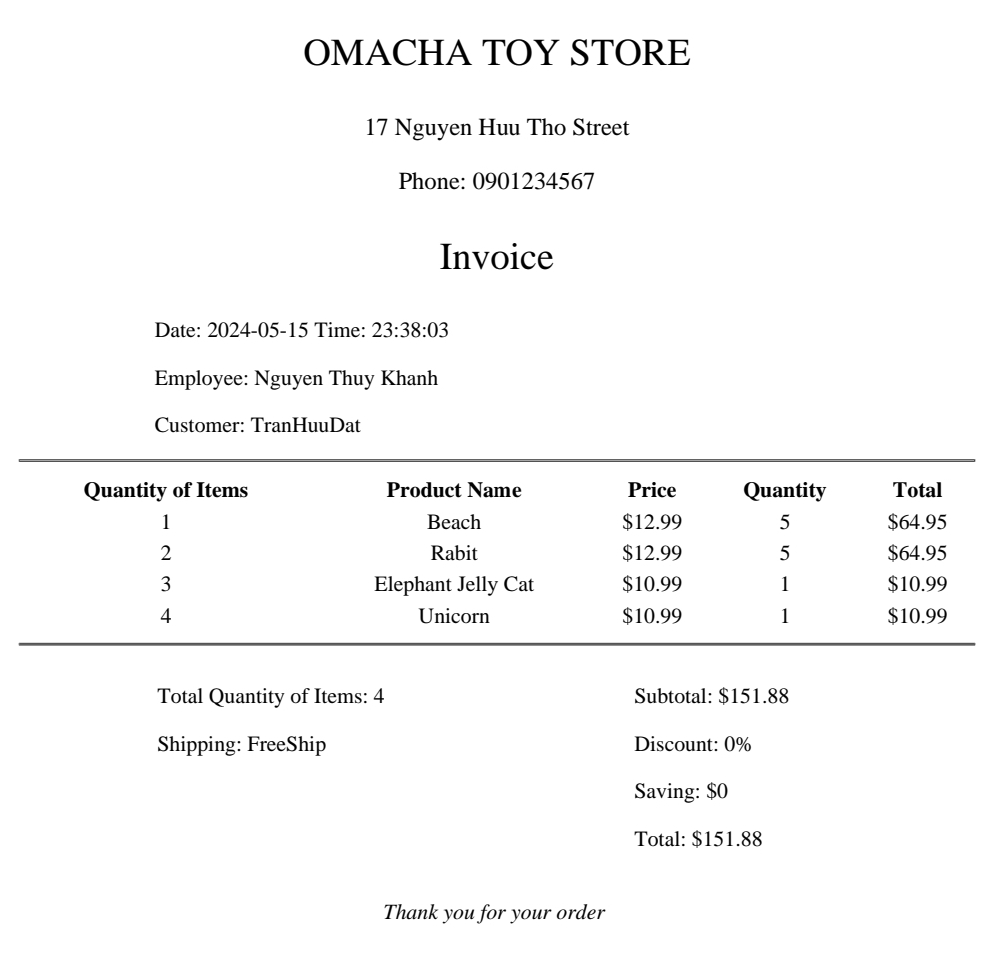 OMACHA TOY STORE
17 Nguyen Huu Tho Street
Phone: 0901234567
Invoice
Date: 2024-05-15 Time: 23:38:03
Employee: Nguyen Thuy Khanh
Customer: TranHuuDat
Quantity of Items Product Name Price Quantity Total
1 Beach $12.99 5 $64.95
2 Rabit $12.99 5 $64.95
3 Elephant Jelly Cat $10.99 1 $10.99
4 Unicorn $10.99 1 $10.99
Total Quantity of Items: 4 Subtotal: $151.88
Shipping: FreeShip Discount: 0%
Saving: $0
Total: $151.88
Thank you for your order